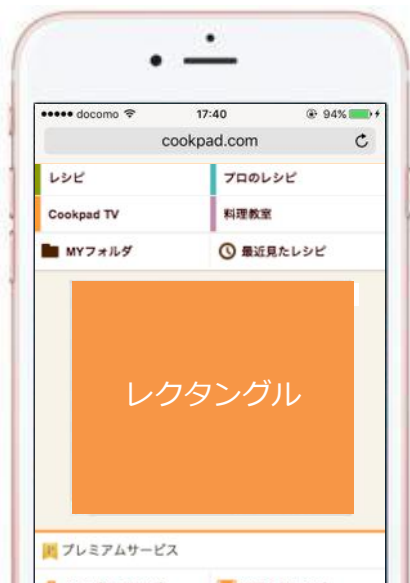 docomo 17:40 94%
cookpad.com
レシピ プロのレシピ
Cookpad TV 料理教室
MYフォルダ 最近見たレシピ
レクタングル
プレミアムサービス